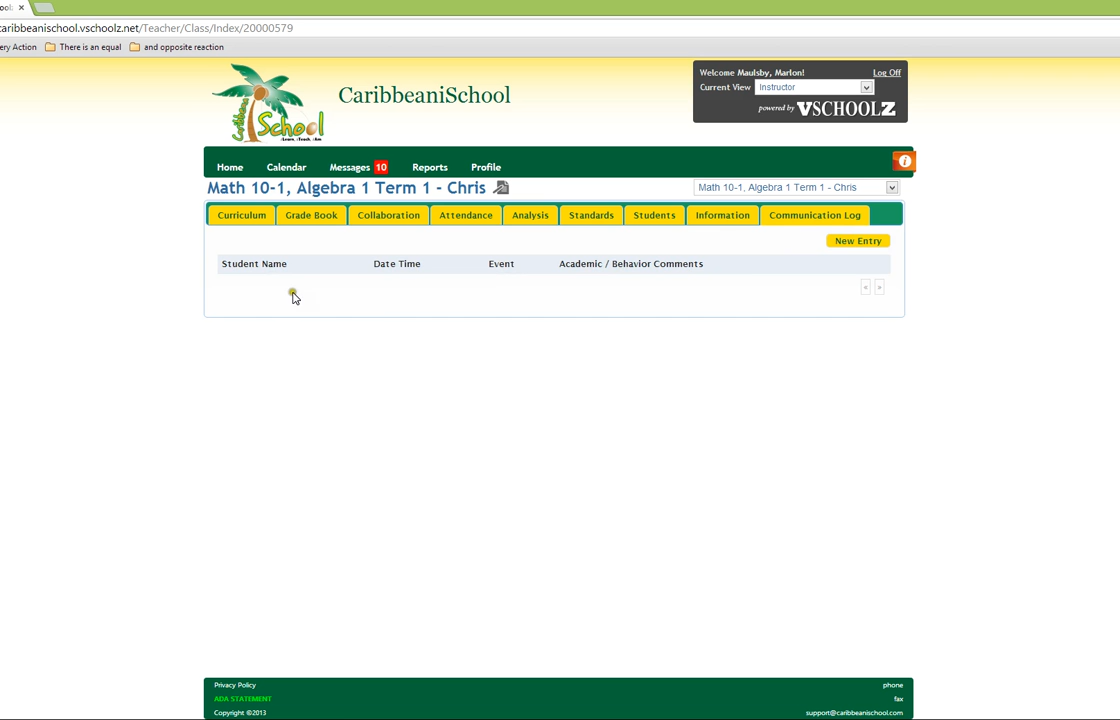 caribbeanischool.vschoolz.net/Teacher/Class/Index/20000579
ery Action There is an equal and opposite reaction
Welcome Maulsby, Marlon! Log Off
Current View Instructor
powered by VSCHOOLZ
Caribbean iSchool
CaribbeaniSchool
Home Calendar Messages 10 Reports Profile
Math 10-1, Algebra 1 Term 1 - Chris
Math 10-1, Algebra 1 Term 1 - Chris
Curriculum Grade Book Collaboration Attendance Analysis Standards Students Information Communication Log
New Entry
Student Name Date Time Event Academic / Behavior Comments
« »
Privacy Policy phone
ADA STATEMENT fax
Copyright ©2013 support@caribbeanischool.com